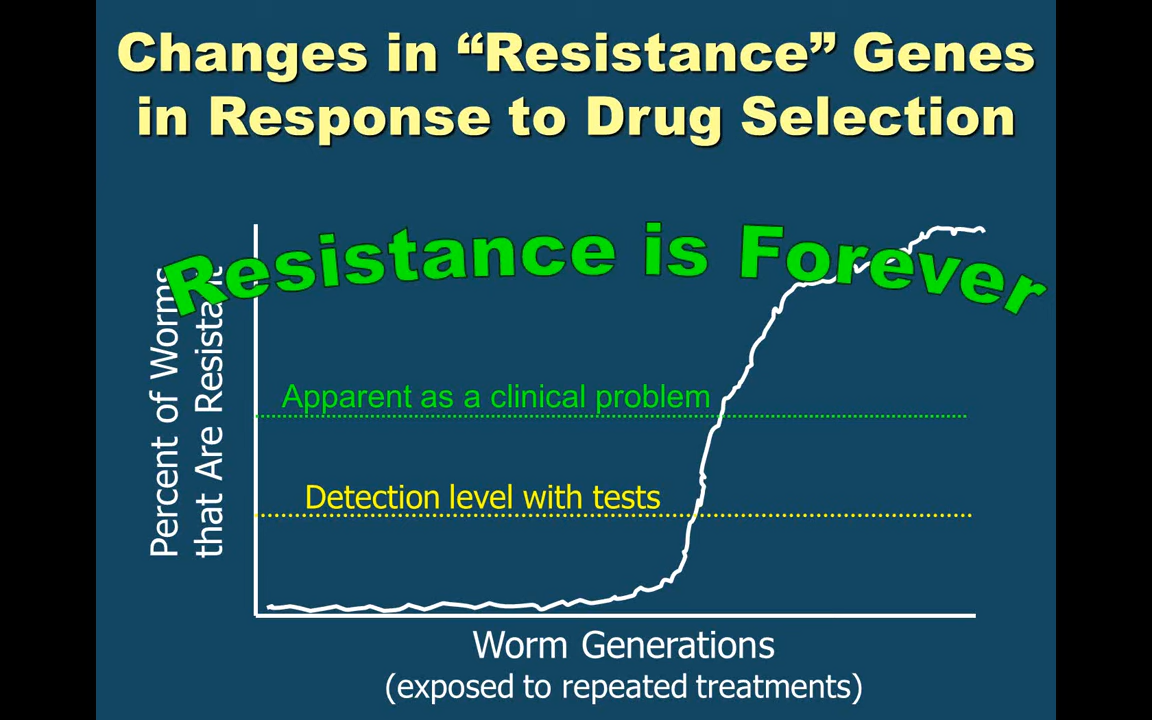 Changes in “Resistance” Genes
in Response to Drug Selection
Resistance is Forever
Percent of Worms
that Are Resistant
Apparent as a clinical problem
Detection level with tests
Worm Generations
(exposed to repeated treatments)